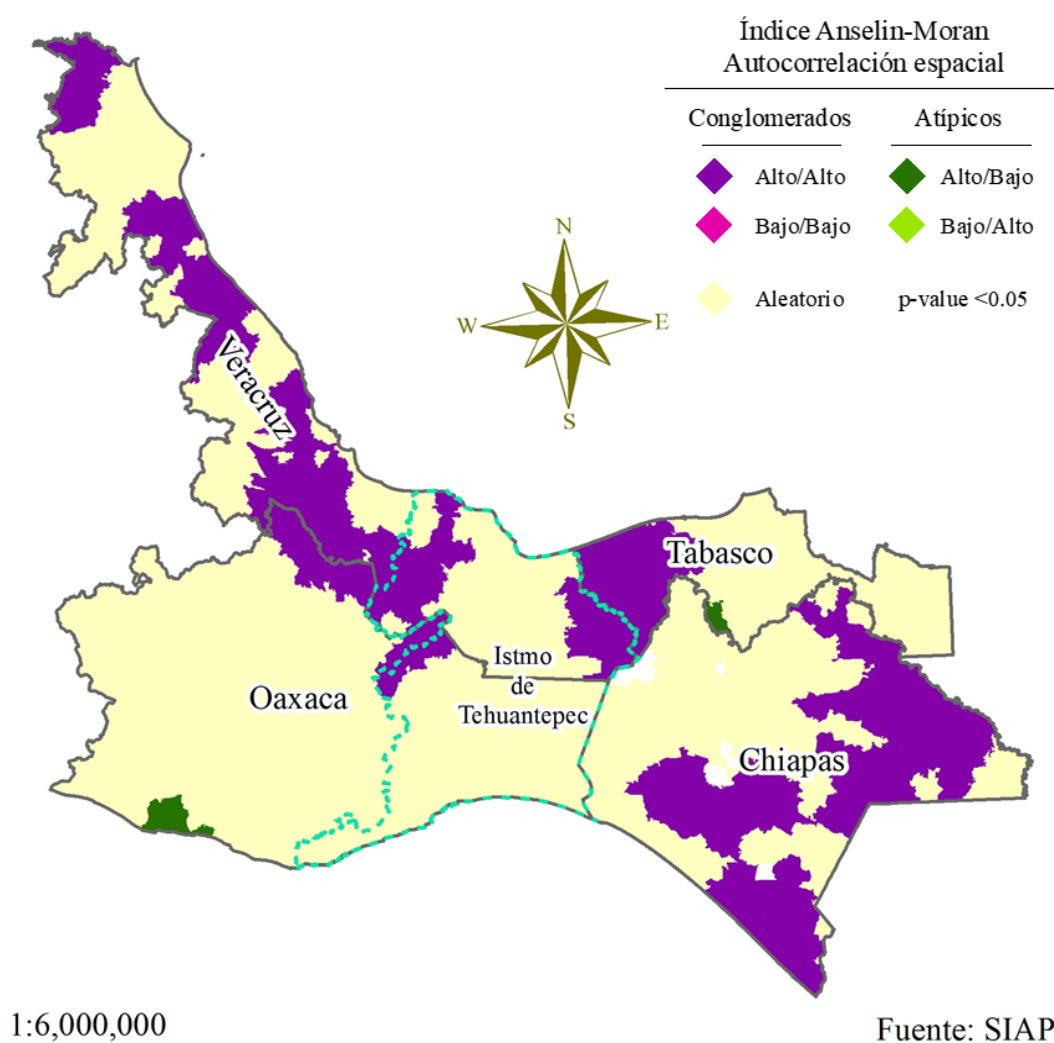 Índice Anselin-Moran
Autocorrelación espacial
Conglomerados
Atípicos
Alto/Alto
Alto/Bajo
Bajo/Bajo
Bajo/Alto
Aleatorio
p-value <0.05
N
W
E
S
Veracruz
Tabasco
Istmo
de
Tehuantepec
Oaxaca
Chiapas
1:6,000,000
Fuente: SIAP